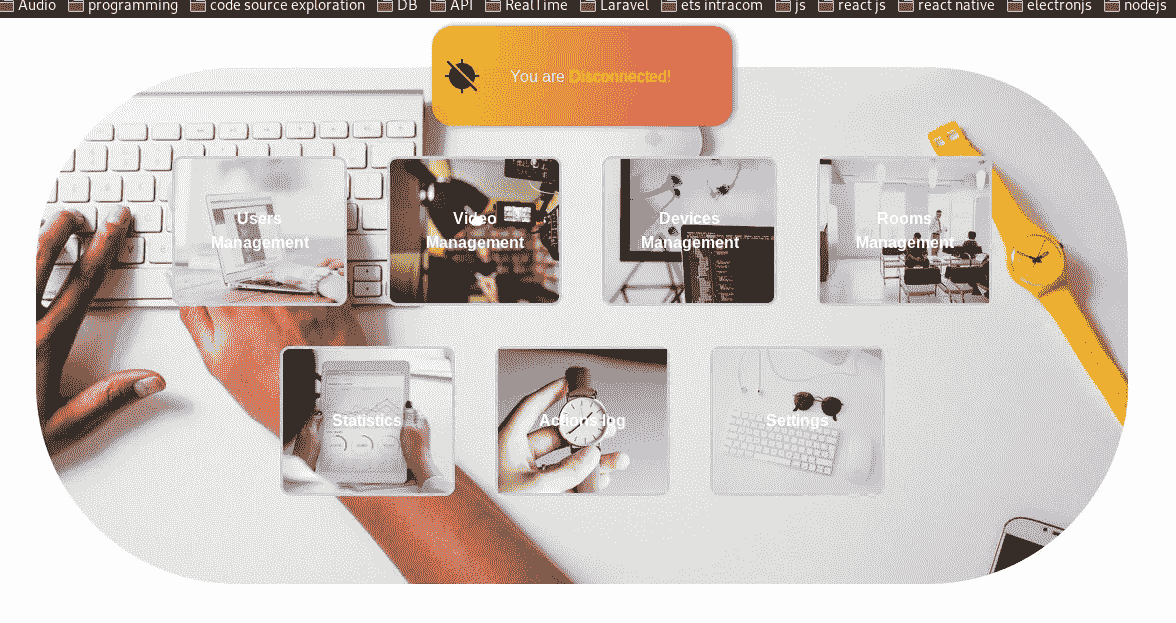 Audio programming code source exploration DB API RealTime Laravel ets intracom js react js react native electronjs nodejs
You are Disconnected!
Users
Management
Video
Management
Devices
Management
Rooms
Management
Statistics
Actions log
Settings